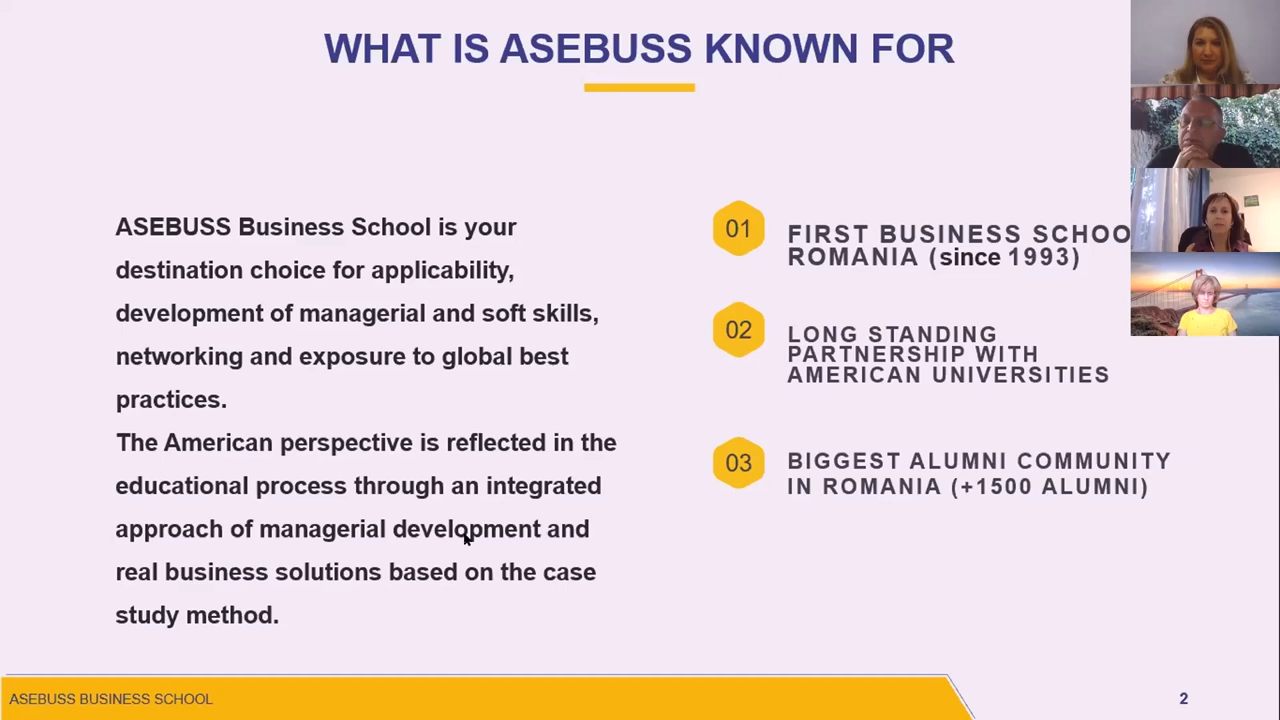 WHAT IS ASEBUSS KNOWN FOR
ASEBUSS Business School is your
destination choice for applicability,
development of managerial and soft skills,
networking and exposure to global best
practices.
The American perspective is reflected in the
educational process through an integrated
approach of managerial development and
real business solutions based on the case
study method.
01
FIRST BUSINESS SCHOO
ROMANIA (since 1993)
02
LONG STANDING
PARTNERSHIP WITH
AMERICAN UNIVERSITIES
03
BIGGEST ALUMNI COMMUNITY
IN ROMANIA (+1500 ALUMNI)
ASEBUSS BUSINESS SCHOOL
2